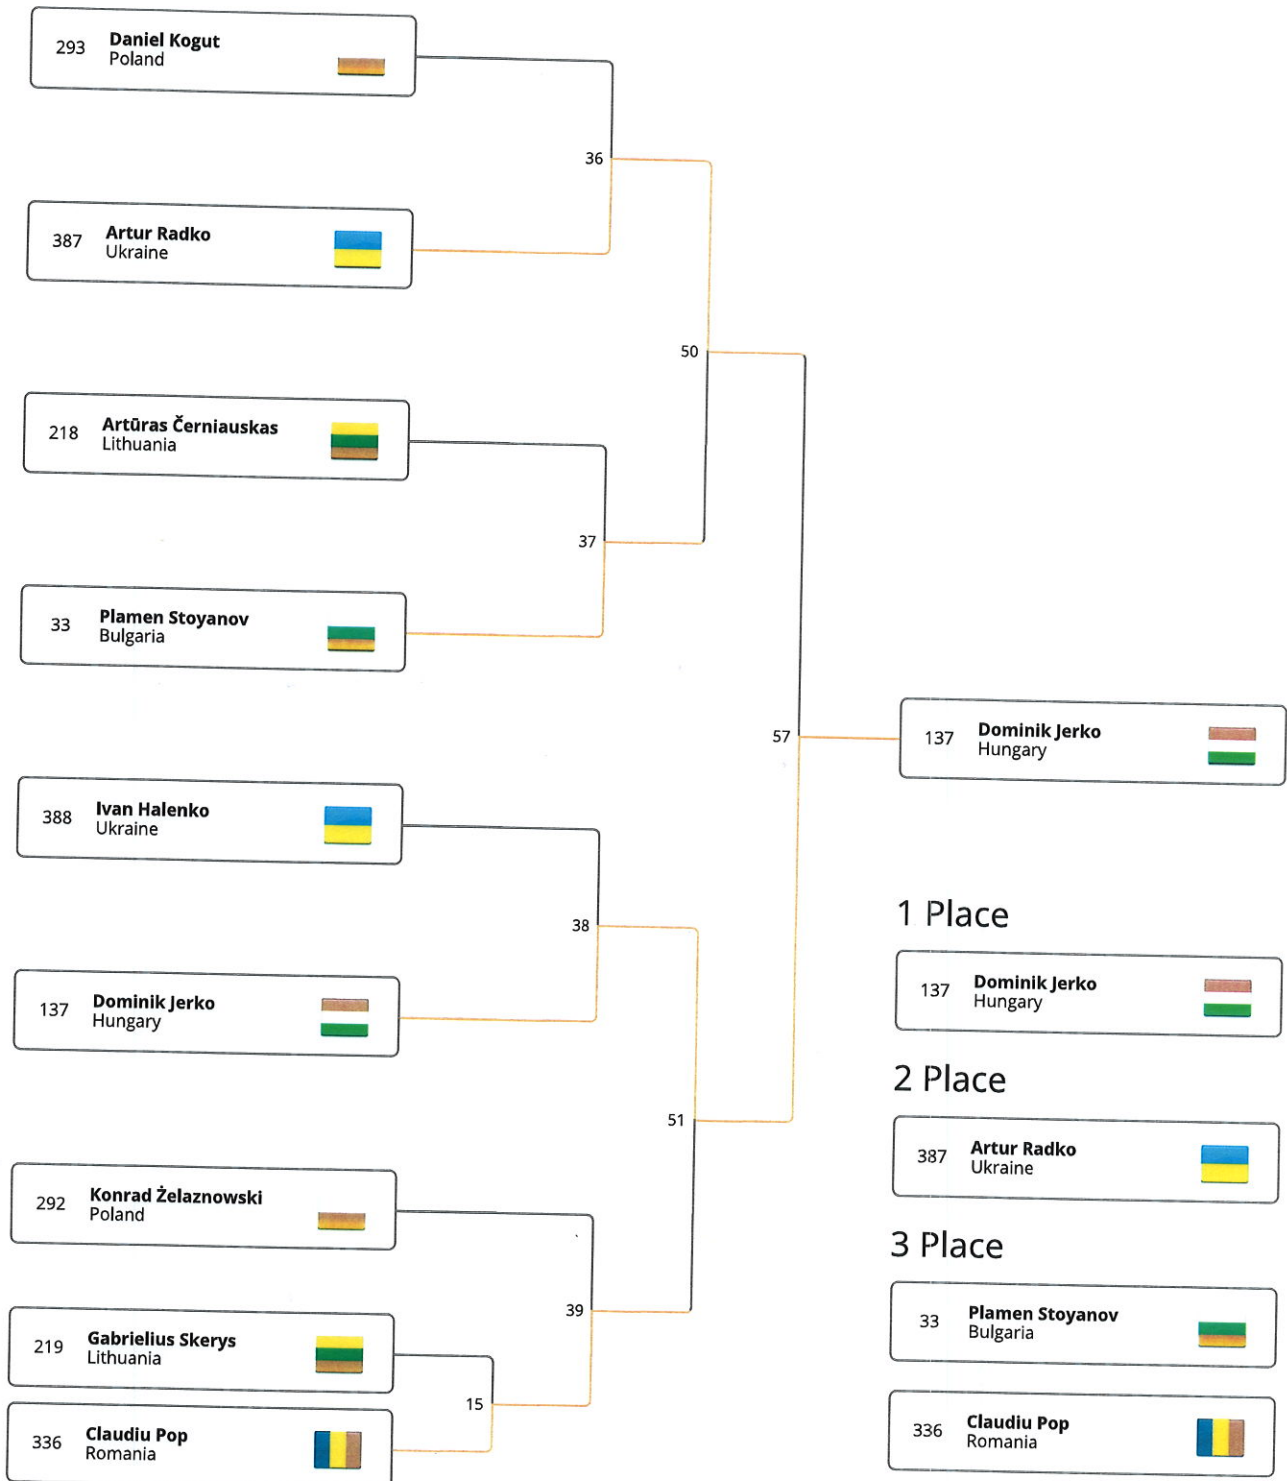 293 Daniel Kogut
Poland
36
387 Artur Radko
Ukraine
50
218 Artūras Černiauskas
Lithuania
37
33 Plamen Stoyanov
Bulgaria
57
137 Dominik Jerko
Hungary
388 Ivan Halenko
Ukraine
38
1 Place
137 Dominik Jerko
Hungary
137 Dominik Jerko
Hungary
2 Place
51
387 Artur Radko
Ukraine
292 Konrad Żelaznowski
Poland
3 Place
39
33 Plamen Stoyanov
Bulgaria
219 Gabrielius Skerys
Lithuania
15
336 Claudiu Pop
Romania
336 Claudiu Pop
Romania